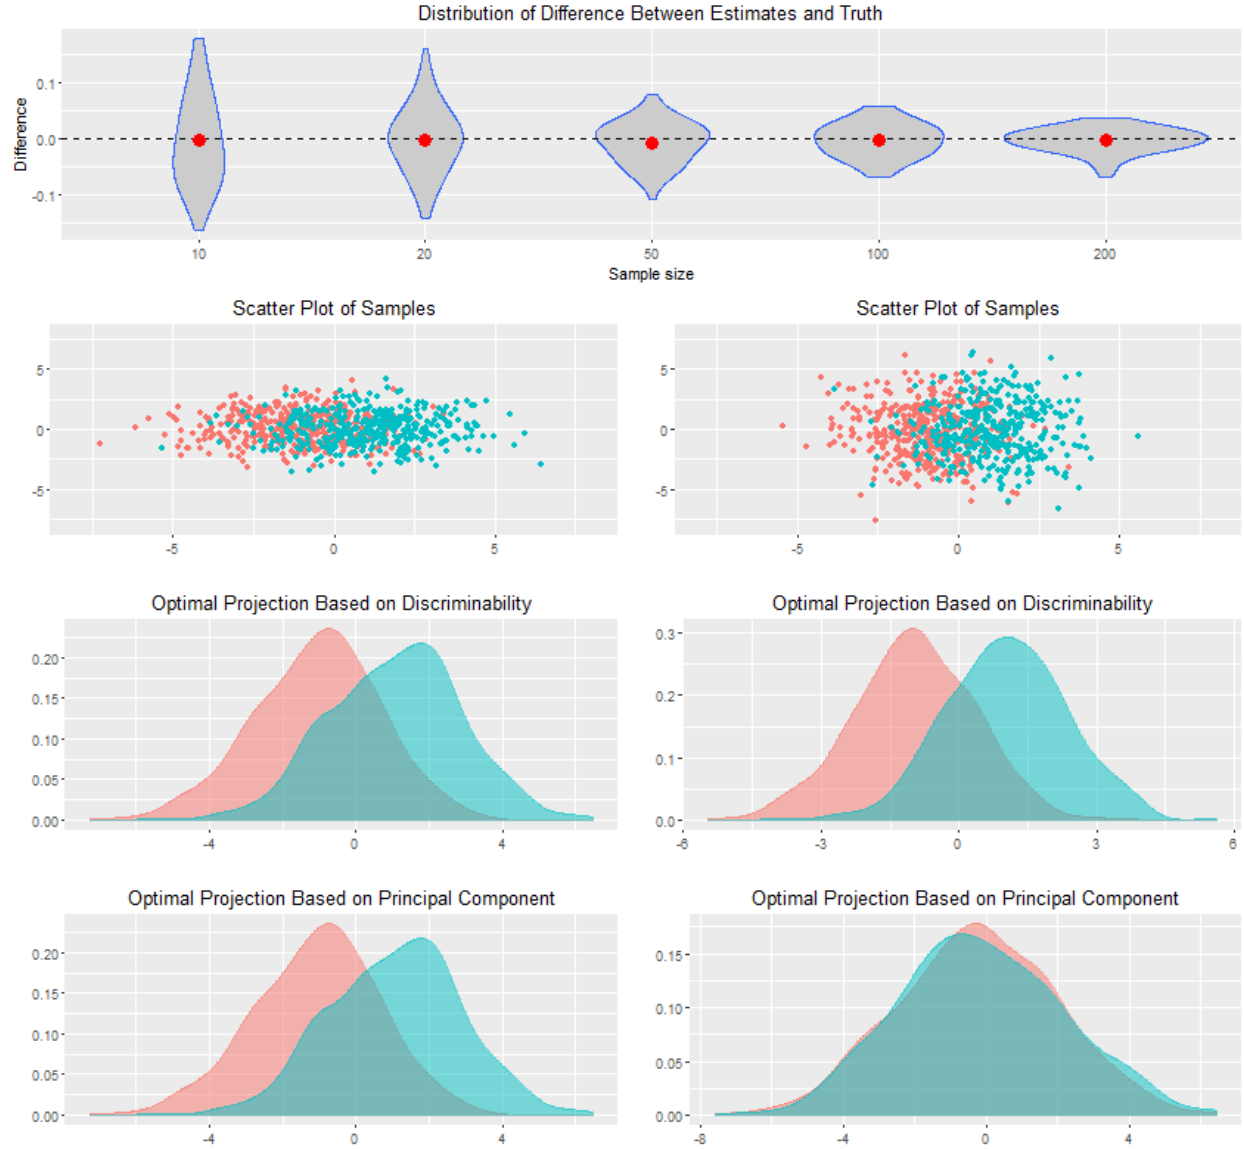 Distribution of Difference Between Estimates and Truth
Difference
0.1
0.0
-0.1
10 20 50 100 200
Sample size
Scatter Plot of Samples
5
0
-5
-5 0 5
Scatter Plot of Samples
5
0
-5
-5 0 5
Optimal Projection Based on Discriminability
0.20
0.15
0.10
0.05
0.00
-4 0 4
Optimal Projection Based on Discriminability
0.3
0.2
0.1
0.0
-6 -3 0 3 6
Optimal Projection Based on Principal Component
0.20
0.15
0.10
0.05
0.00
-4 0 4
Optimal Projection Based on Principal Component
0.15
0.10
0.05
0.00
-8 -4 0 4